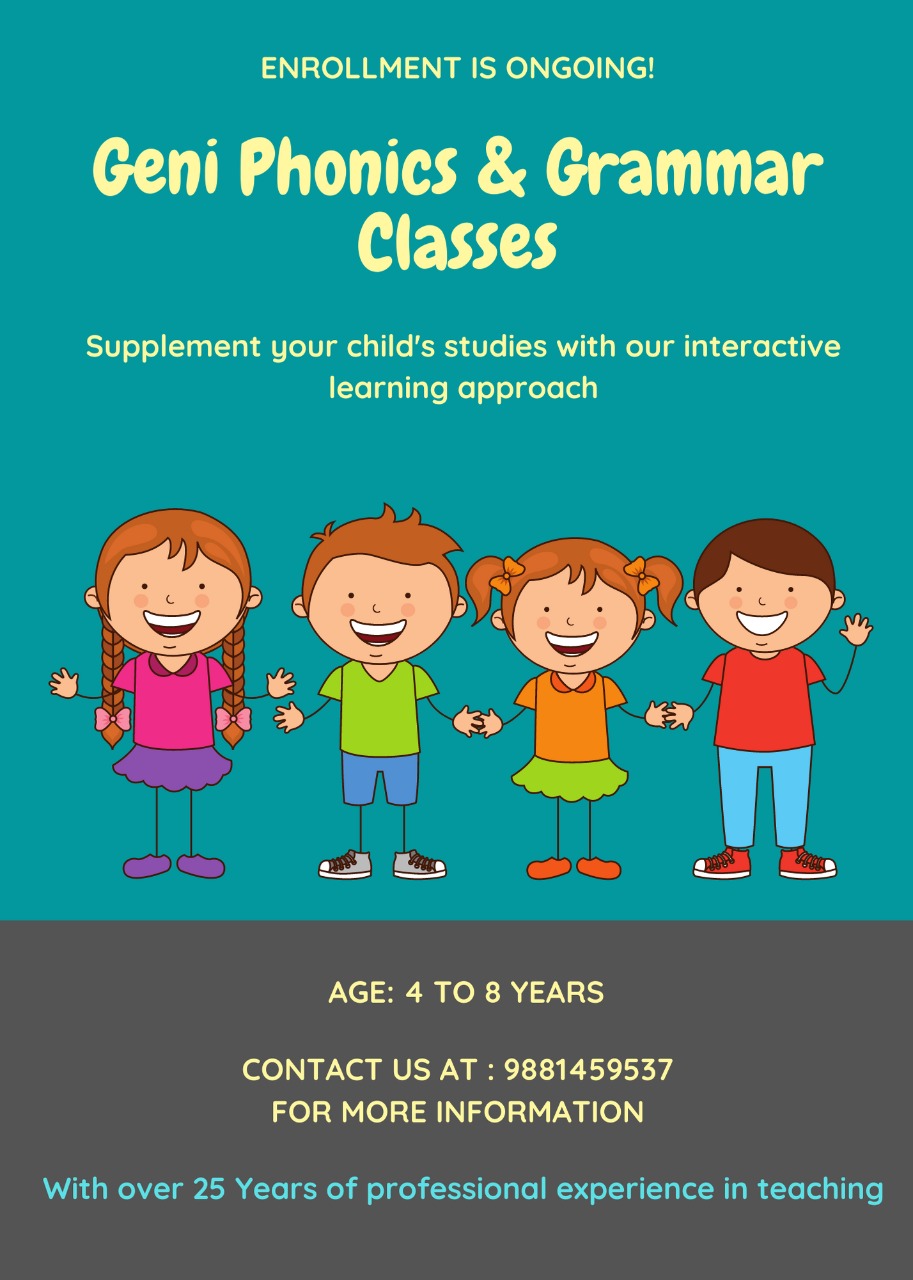 ENROLLMENT IS ONGOING!
Geni Phonics & Grammar
Classes
Supplement your child's studies with our interactive
learning approach
AGE: 4 TO 8 YEARS
CONTACT US AT : 9881459537
FOR MORE INFORMATION
With over 25 Years of professional experience in teaching